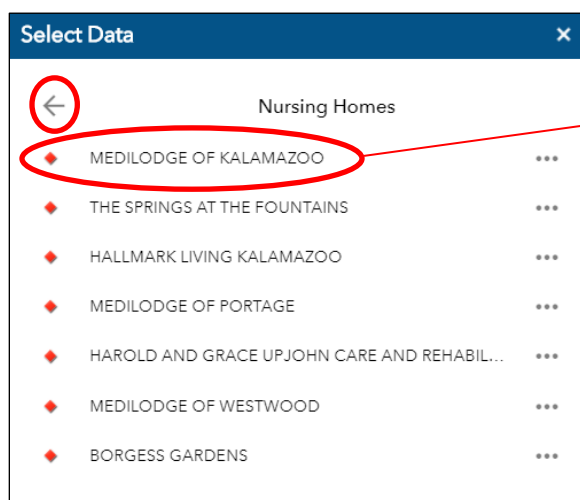 Select Data
Nursing Homes
MEDILODGE OF KALAMAZOO
THE SPRINGS AT THE FOUNTAINS
HALLMARK LIVING KALAMAZOO
MEDILODGE OF PORTAGE
HAROLD AND GRACE UPJOHN CARE AND REHABIL...
MEDILODGE OF WESTWOOD
BORGESS GARDENS